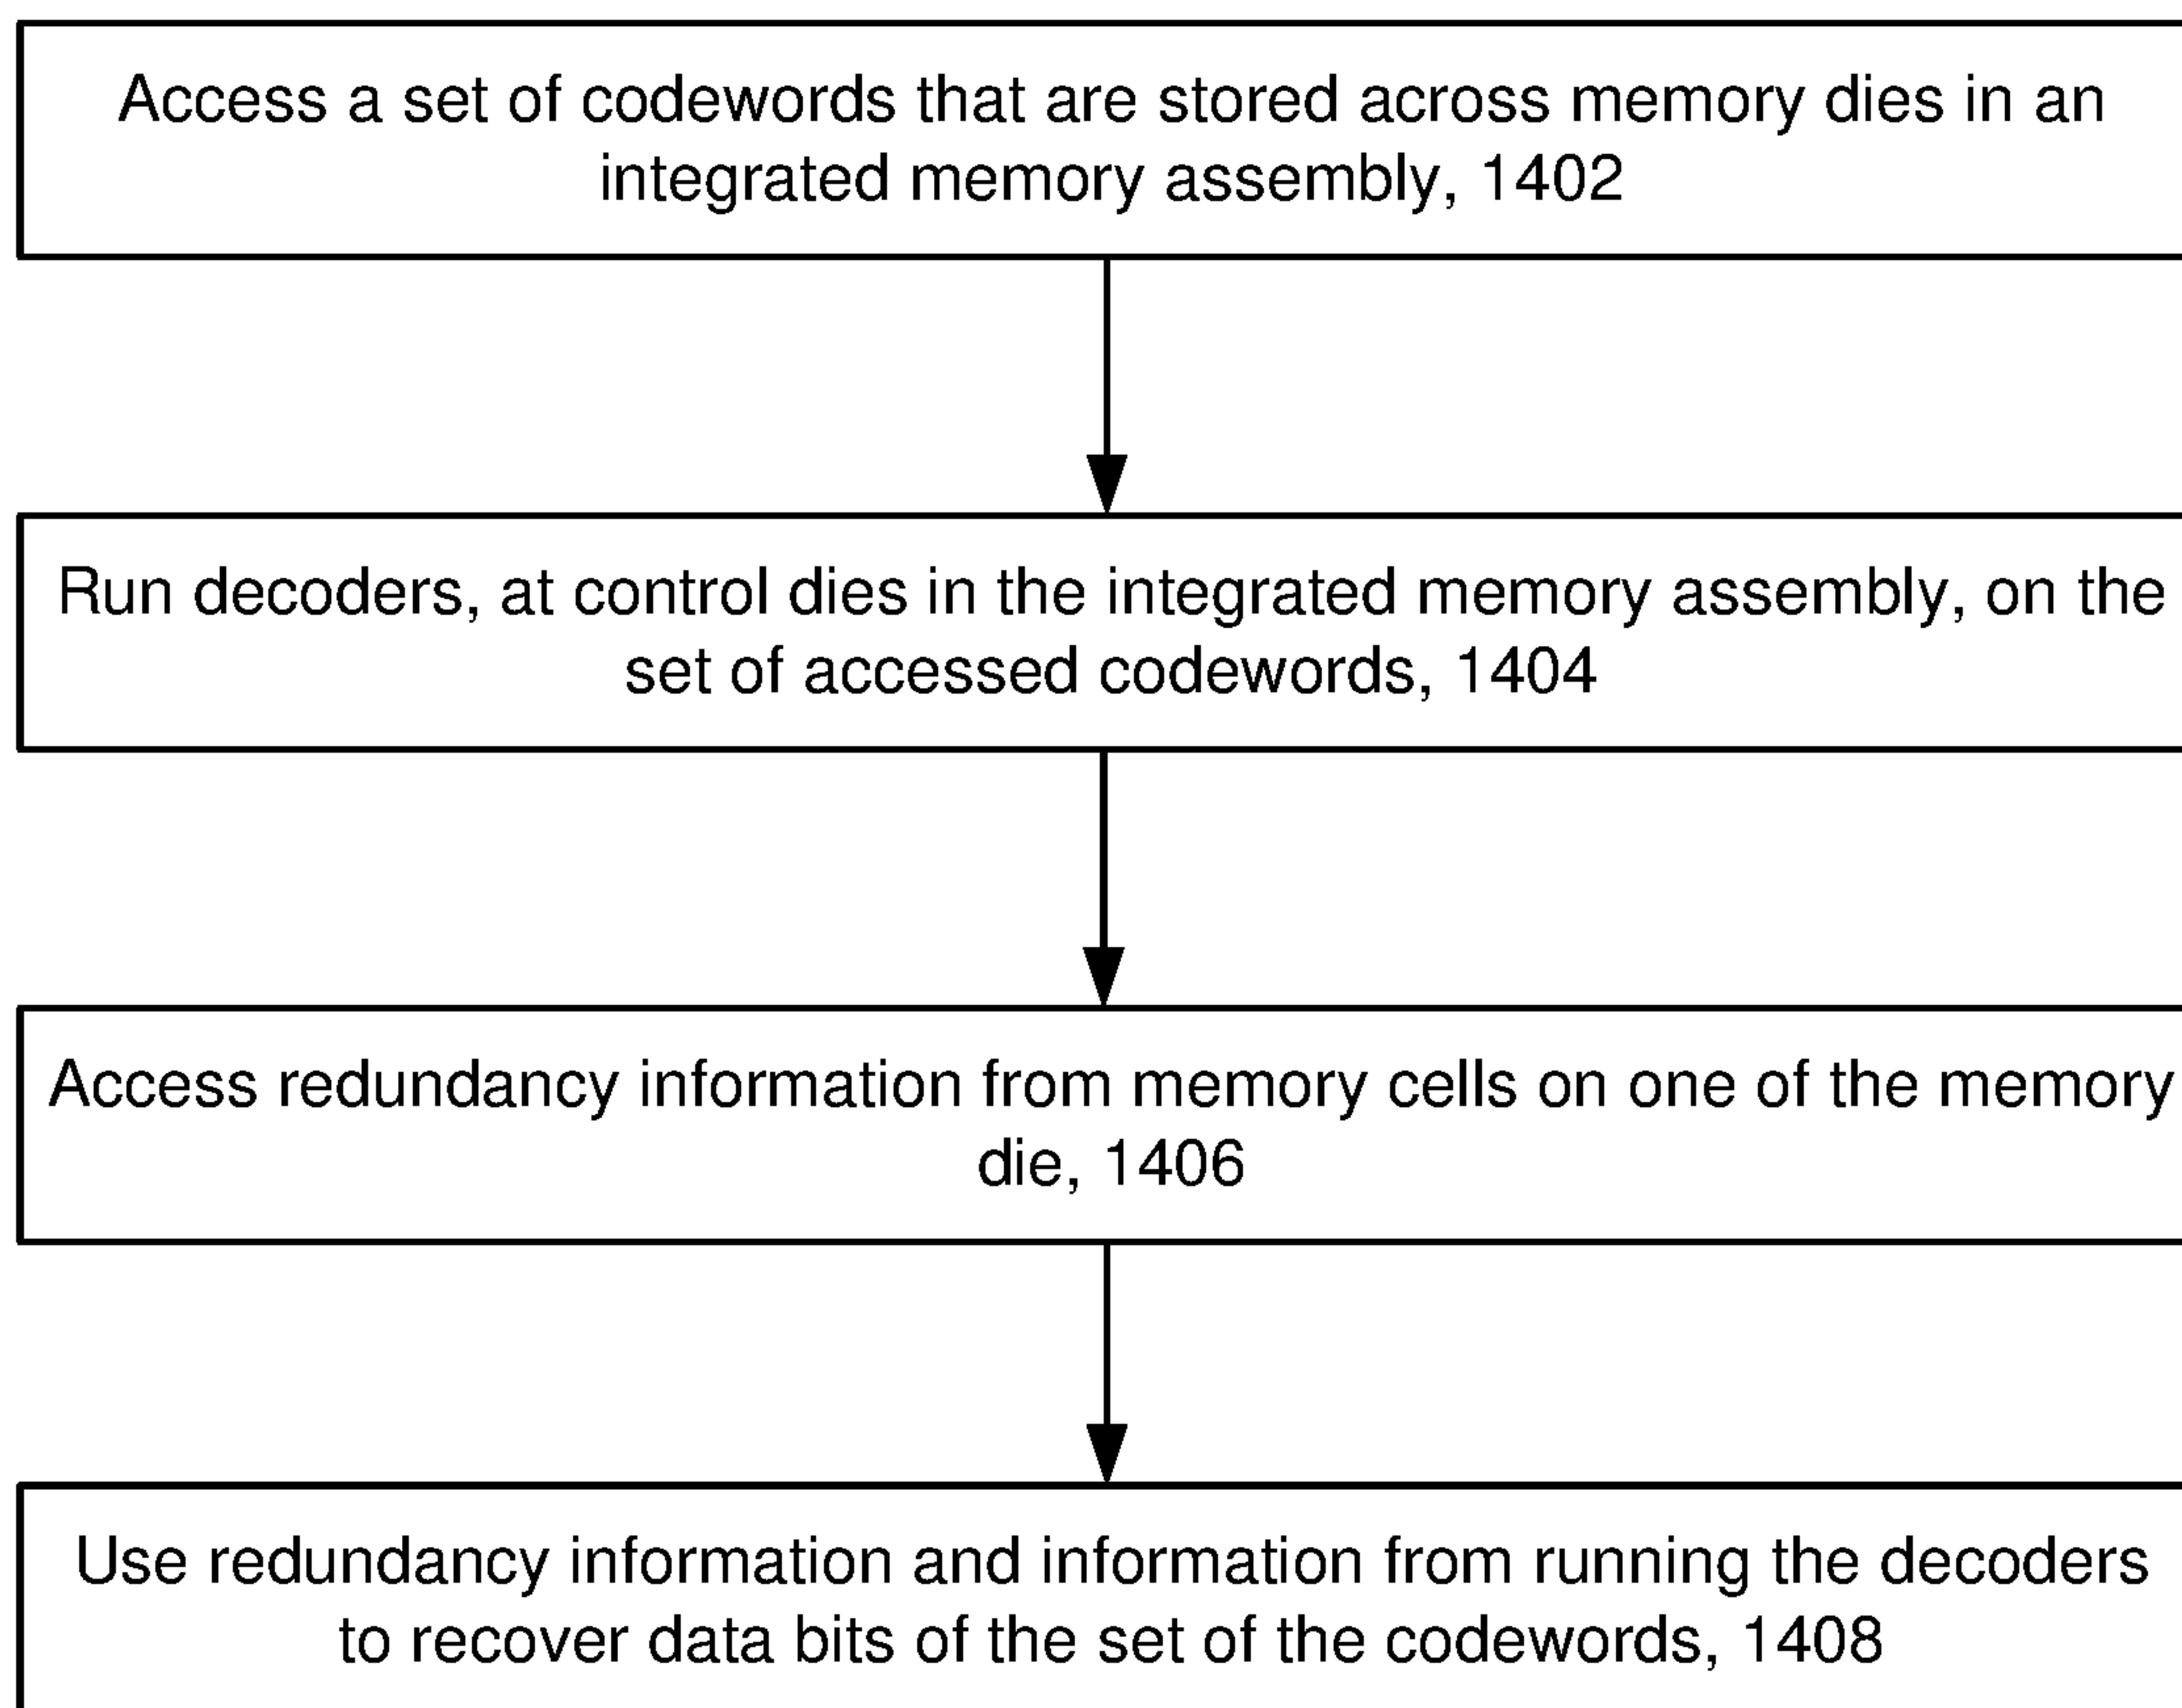 Access a set of codewords that are stored across memory dies in an
integrated memory assembly, 1402
Run decoders, at control dies in the integrated memory assembly, on the
set of accessed codewords, 1404
Access redundancy information from memory cells on one of the memory
die, 1406
Use redundancy information and information from running the decoders
to recover data bits of the set of the codewords, 1408